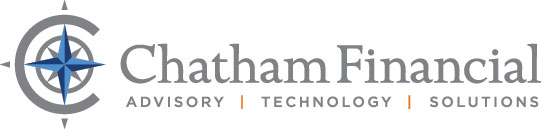 Chatham Financial
ADVISORY | TECHNOLOGY | SOLUTIONS